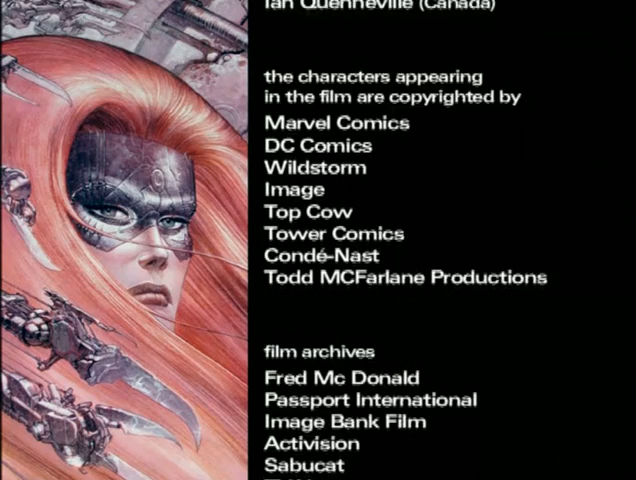 Ian Quenneville (Canada)
the characters appearing
in the film are copyrighted by
Marvel Comics
DC Comics
Wildstorm
Image
Top Cow
Tower Comics
Condé-Nast
Todd MCFarlane Productions
film archives
Fred Mc Donald
Passport International
Image Bank Film
Activision
Sabucat